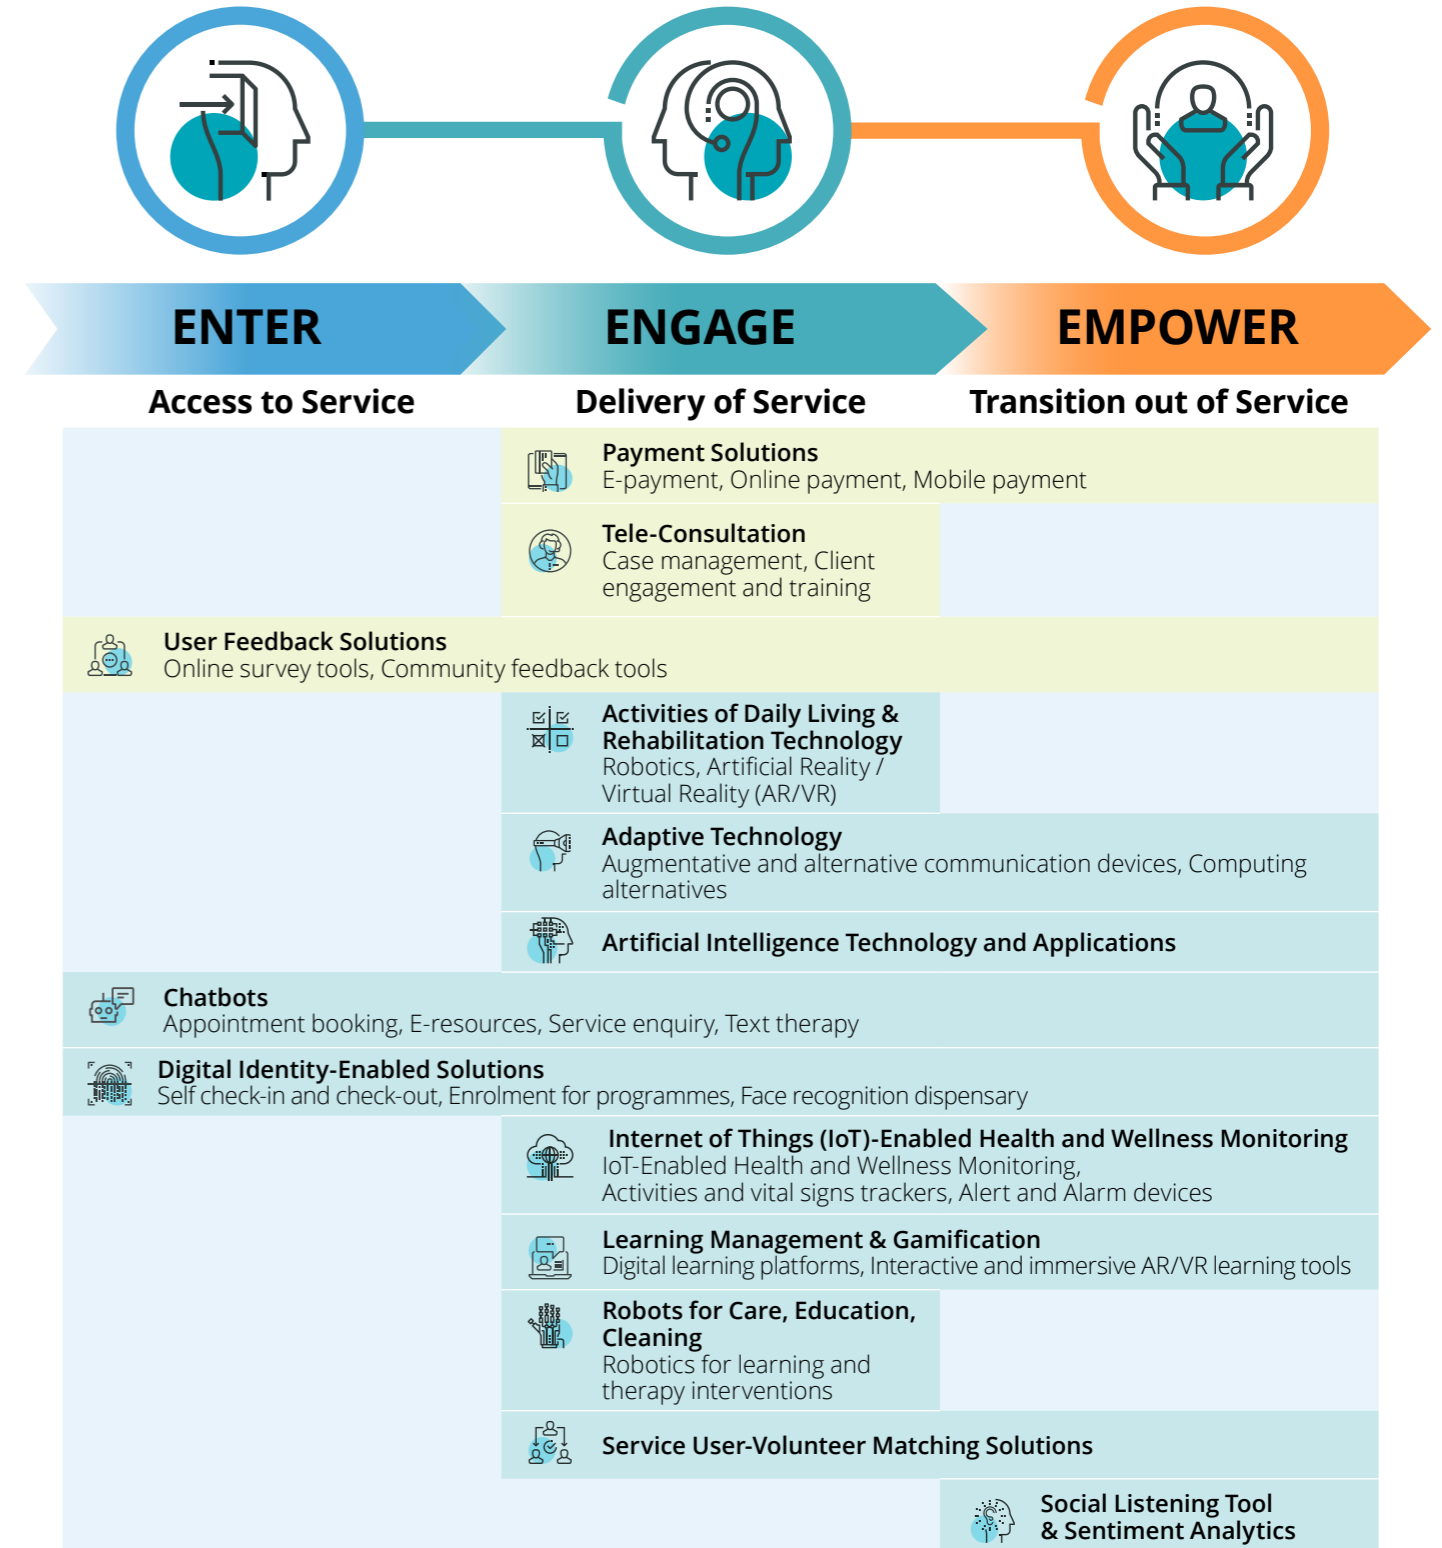 ENTER
ENGAGE
EMPOWER
Access to Service
Delivery of Service
Transition out of Service
Payment Solutions
E-payment, Online payment, Mobile payment
Tele-Consultation
Case management, Client
engagement and training
User Feedback Solutions
Online survey tools, Community feedback tools
Activities of Daily Living &
Rehabilitation Technology
Robotics, Artificial Reality /
Virtual Reality (AR/VR)
Adaptive Technology
Augmentative and alternative communication devices, Computing
alternatives
Artificial Intelligence Technology and Applications
Chatbots
Appointment booking, E-resources, Service enquiry, Text therapy
Digital Identity-Enabled Solutions
Self check-in and check-out, Enrolment for programmes, Face recognition dispensary
Internet of Things (IoT)-Enabled Health and Wellness Monitoring
IoT-Enabled Health and Wellness Monitoring,
Activities and vital signs trackers, Alert and Alarm devices
Learning Management & Gamification
Digital learning platforms, Interactive and immersive AR/VR learning tools
Robots for Care, Education,
Cleaning
Robotics for learning and
therapy interventions
Service User-Volunteer Matching Solutions
Social Listening Tool
& Sentiment Analytics